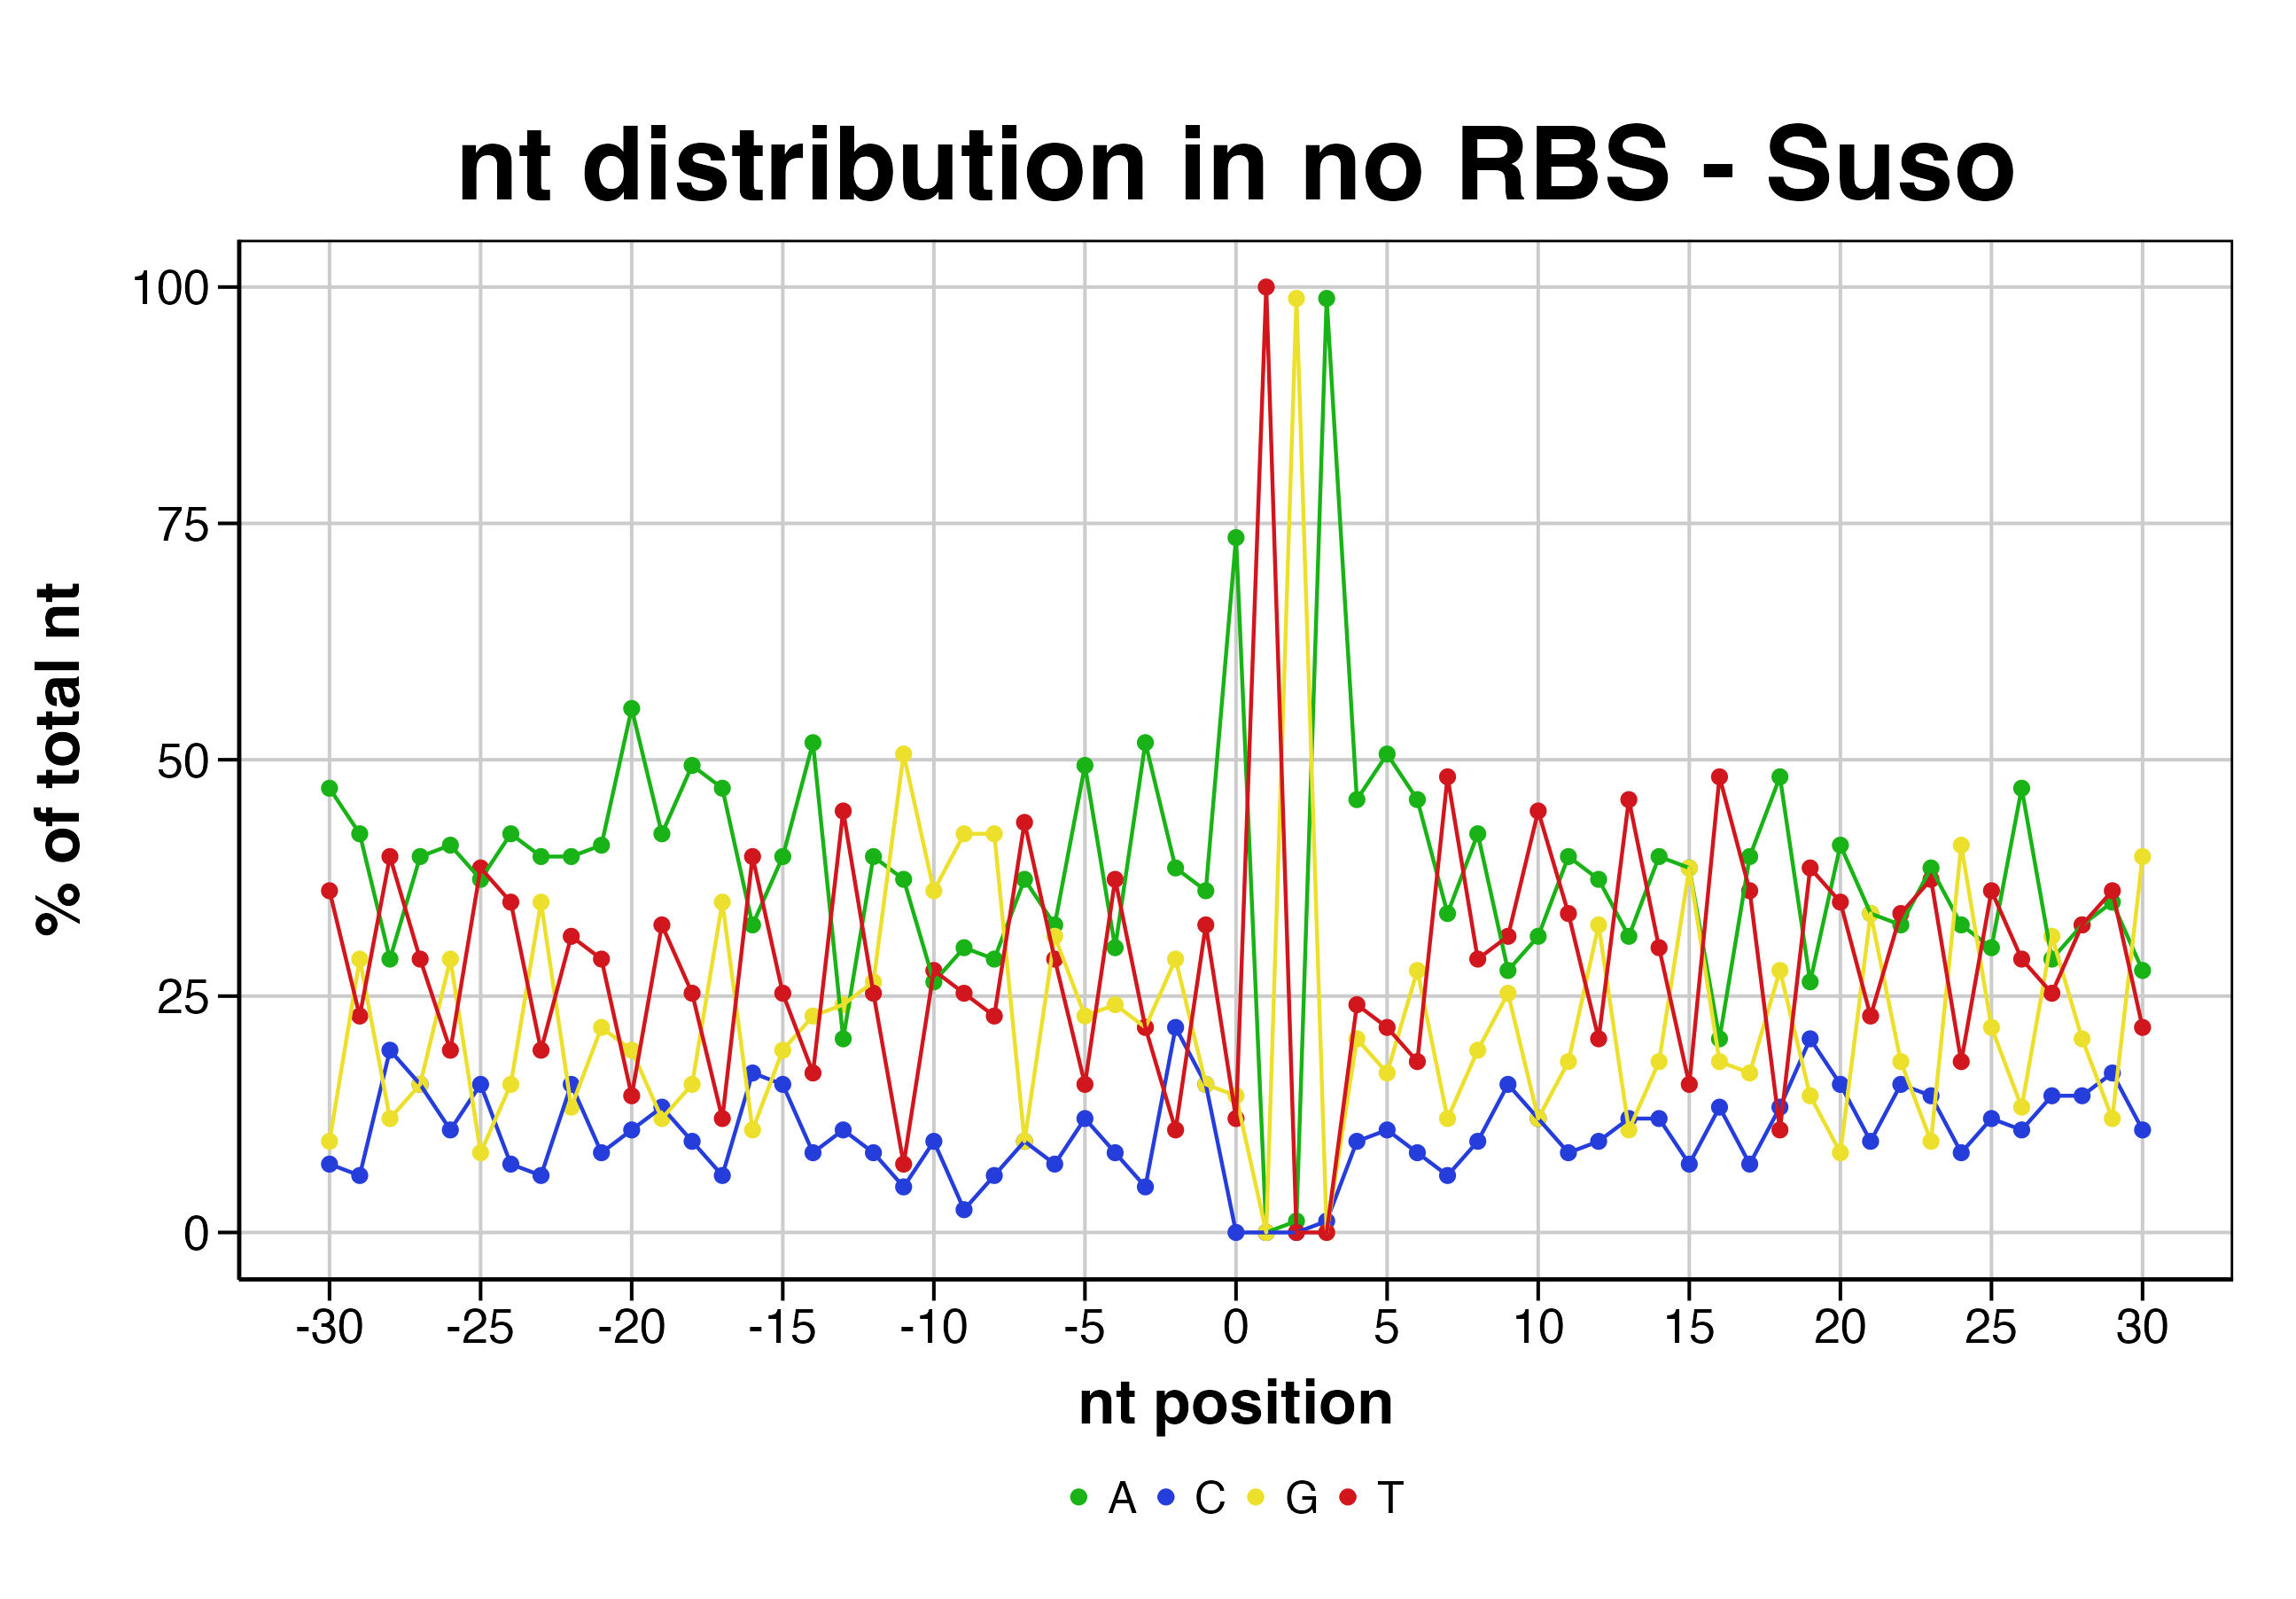 nt distribution in no RBS - Suso
% of total nt
100
75
50
25
0
-30 -25 -20 -15 -10 -5 0 5 10 15 20 25 30
nt position
A C G T